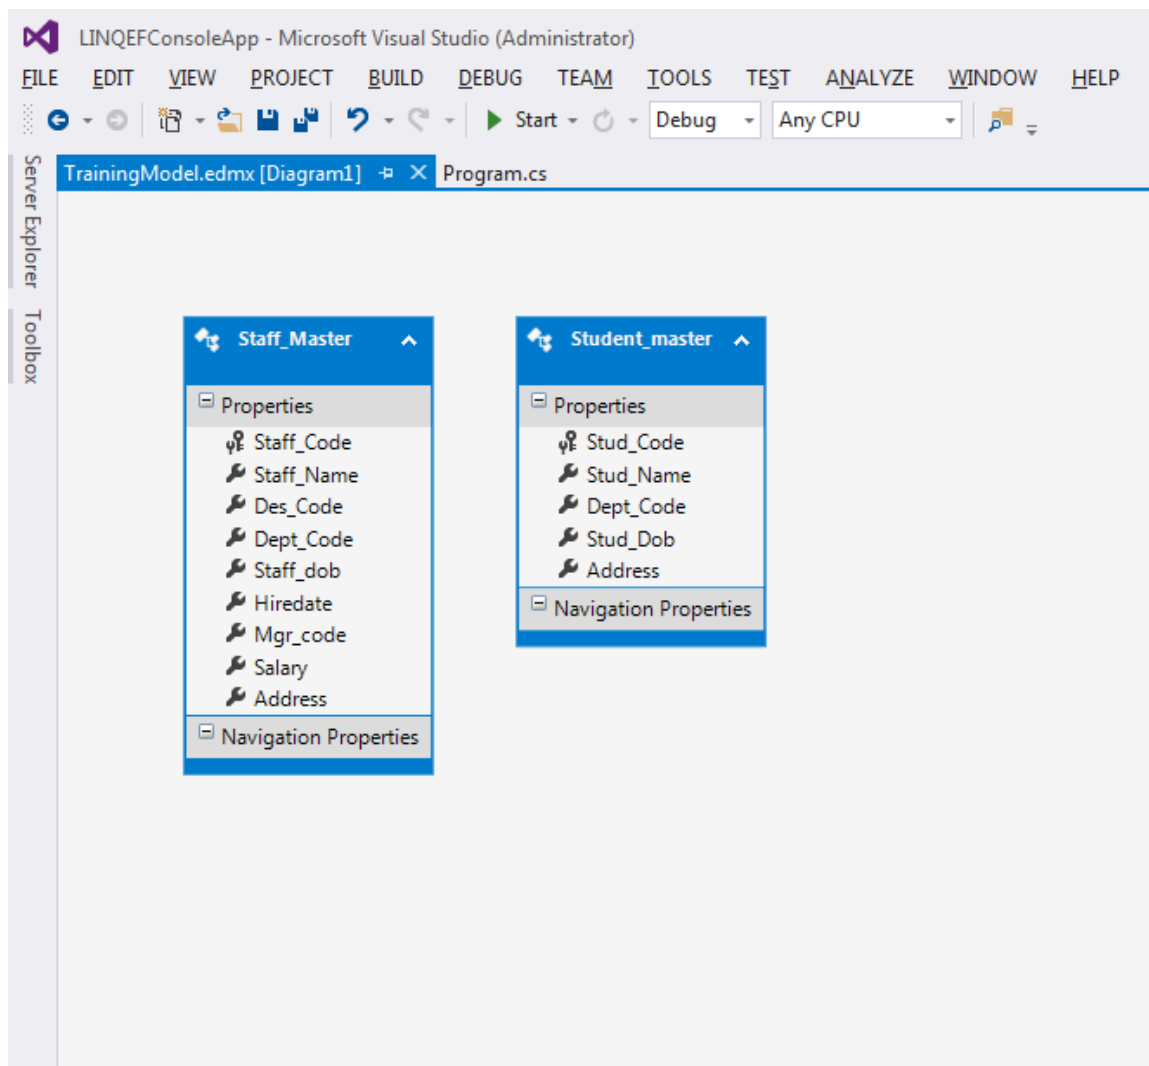 LINQEFConsoleApp - Microsoft Visual Studio (Administrator)
FILE EDIT VIEW PROJECT BUILD DEBUG TEAM TOOLS TEST ANALYZE WINDOW HELP
Start Debug Any CPU
Server Explorer
Toolbox
TrainingModel.edmx [Diagram1] Program.cs
Staff_Master
Properties
Staff_Code
Staff_Name
Des_Code
Dept_Code
Staff_dob
Hiredate
Mgr_code
Salary
Address
Navigation Properties
Student_master
Properties
Stud_Code
Stud_Name
Dept_Code
Stud_Dob
Address
Navigation Properties